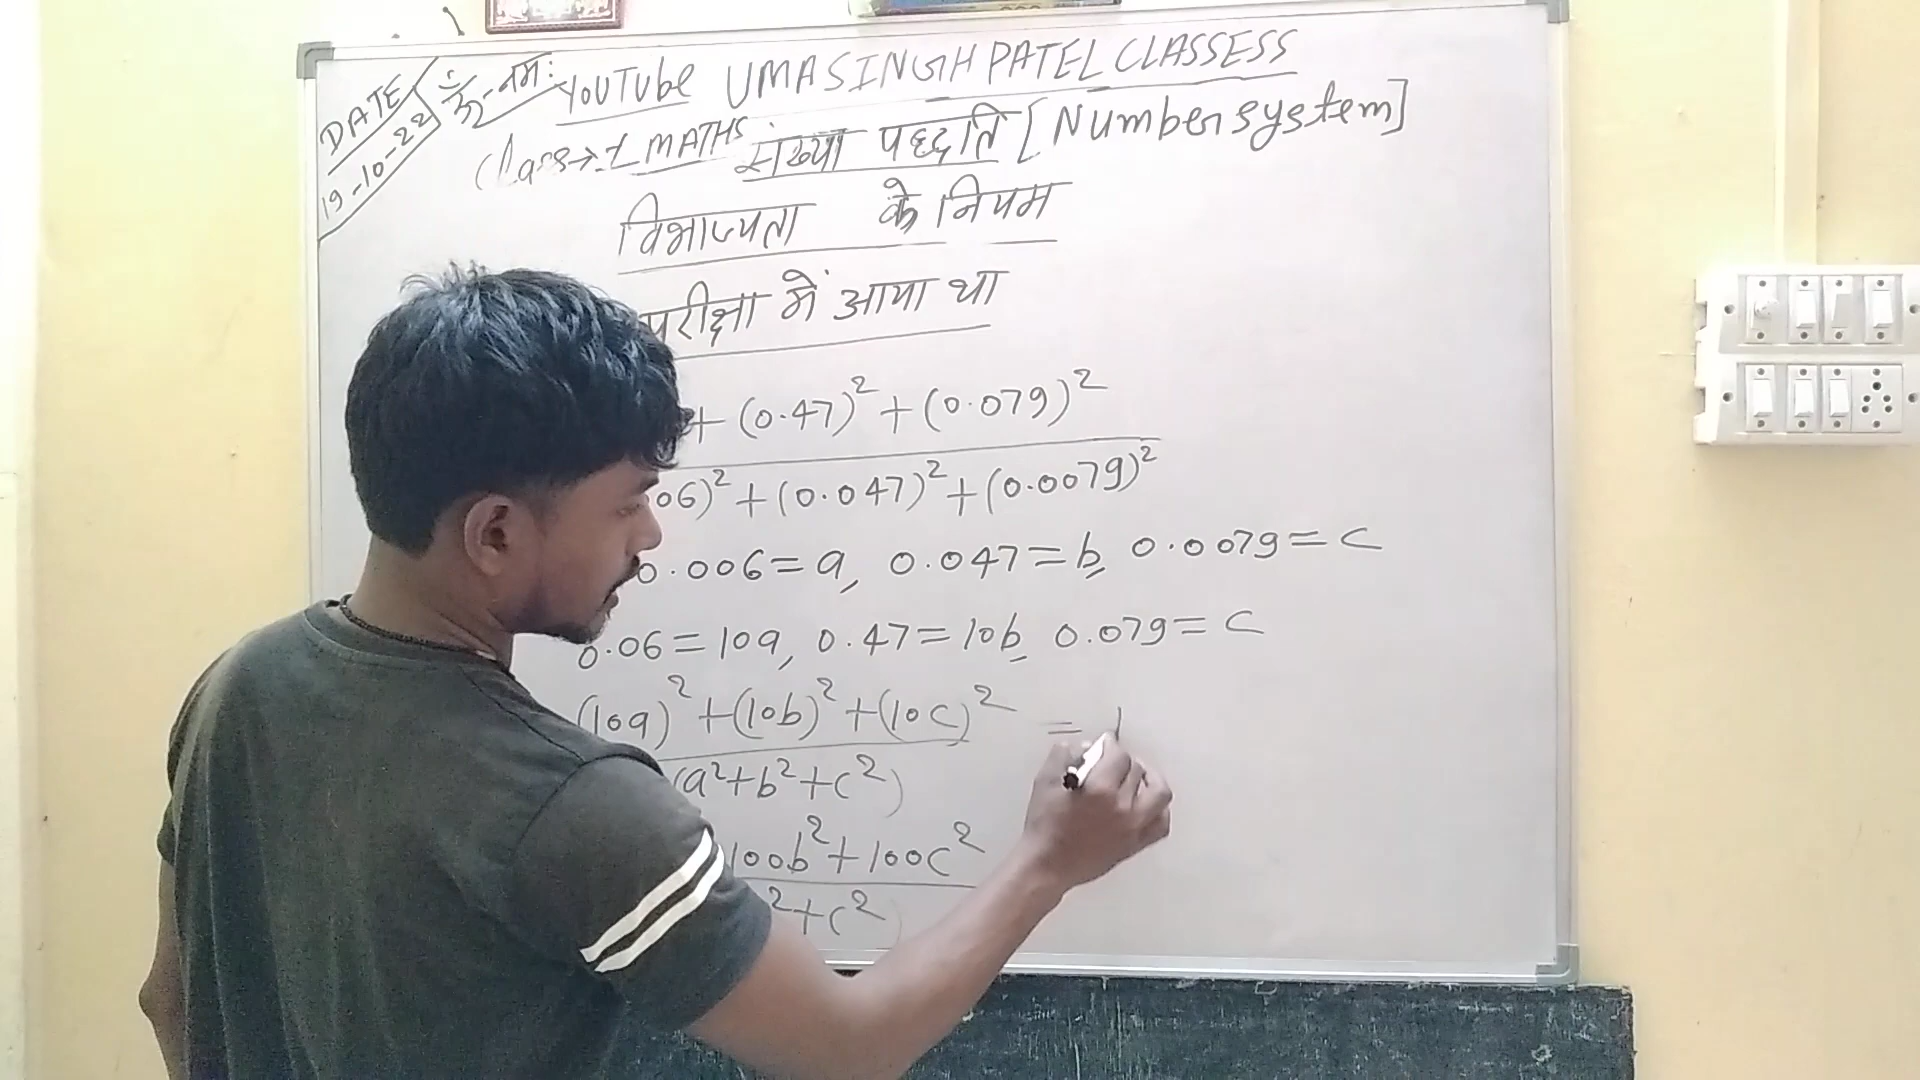 DATE
19-10-22
ॐ-नमः
YOUTUbe UMASINGH PATEL CLASSESS
Class→1 MATHS संख्या पद्दति [Number system]
विभाज्यता के नियम
परीक्षा में आया था
+ (0.47)² + (0.079)²
06)² + (0.047)² + (0.0079)²
0.006 = a, 0.047 = b, 0.0079 = c
0.06 = 10a, 0.47 = 10b, 0.079 = c
(10a)² + (10b)² + (10c)² = 1
(a² + b² + c²)
100b² + 100c²
² + c²